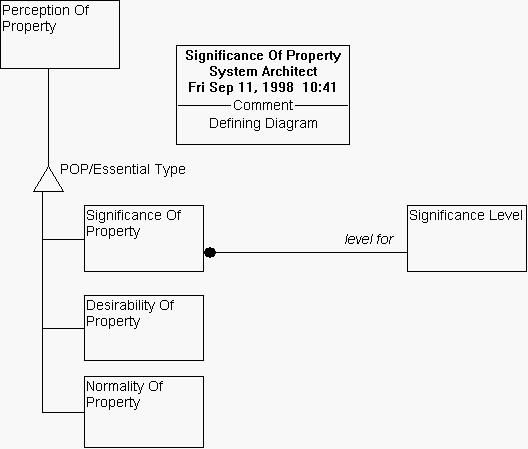 Perception Of
Property
Significance Of Property
System Architect
Fri Sep 11, 1998  10:41
Comment
Defining Diagram
POP/Essential Type
Significance Of
Property
level for
Significance Level
Desirability Of
Property
Normality Of
Property